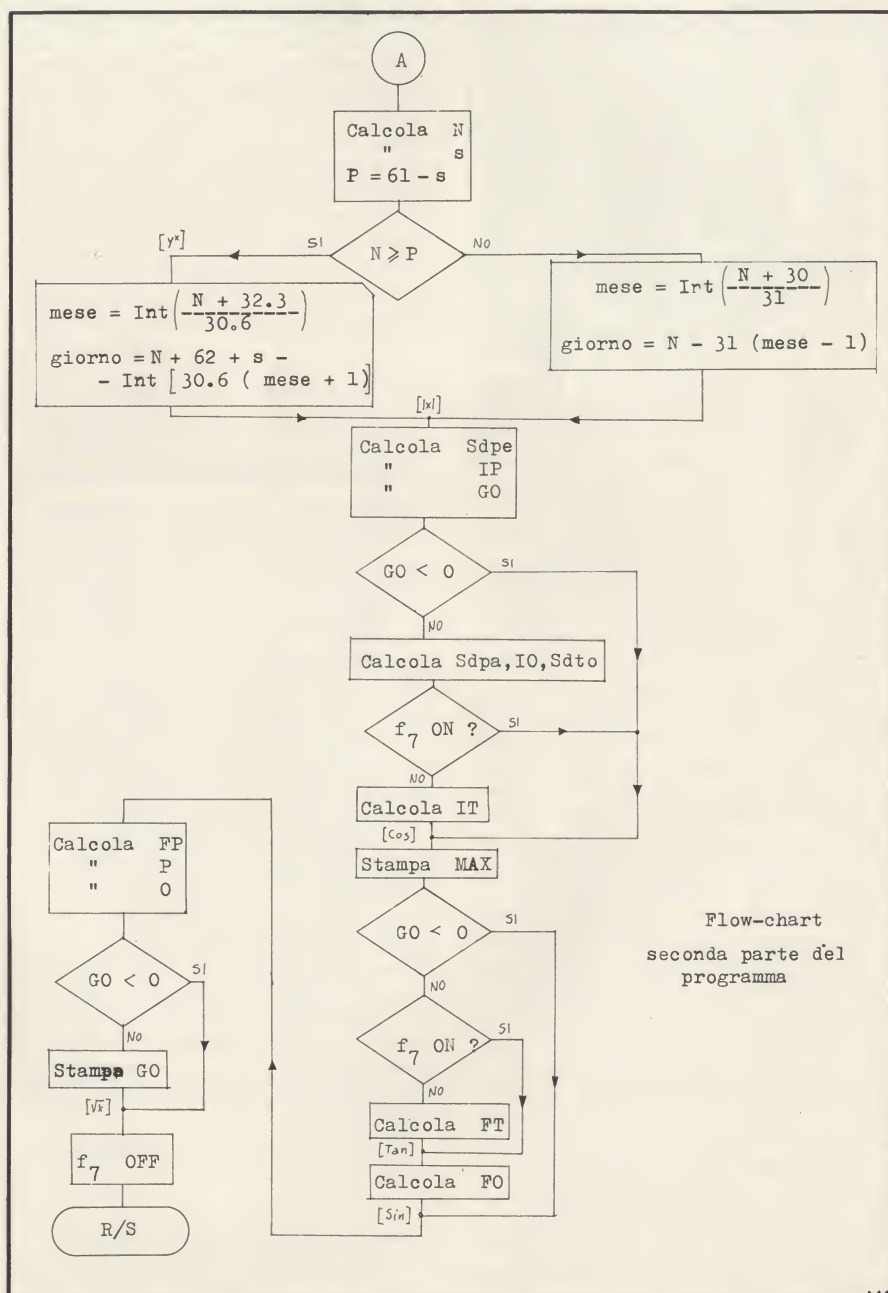 A
Calcola N
" s
P = 61 - s
[yˣ]
SI
N ⩾ P
NO
mese = Int(N + 32.3 / 30.6)
giorno = N + 62 + s -
- Int [30.6 ( mese + 1)]
mese = Int(N + 30 / 31)
giorno = N - 31 (mese - 1)
[|x|]
Calcola Sdpe
" IP
" GO
GO < 0
SI
NO
Calcola Sdpa,IO,Sdto
f7 ON ?
SI
NO
Calcola IT
[Cos]
Stampa MAX
GO < 0
SI
NO
f7 ON ?
SI
NO
Calcola FT
[Tan]
Calcola FO
[Sin]
Calcola FP
" P
" O
GO < 0
SI
NO
Stampa GO
[√x]
f7 OFF
R/S
Flow-chart
seconda parte del
programma